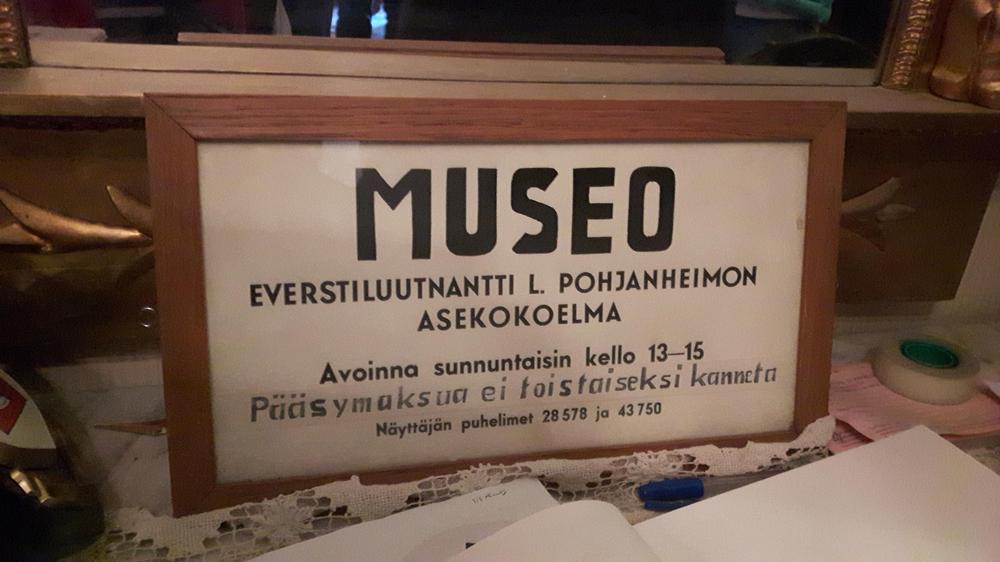 MUSEO
EVERSTILUUTNANTTI L. POHJANHEIMON
ASEKOKOELMA
Avoinna sunnuntaisin kello 13—15
Pääsymaksua ei toistaiseksi kanneta
Näyttäjän puhelimet 28 578 ja 43 750